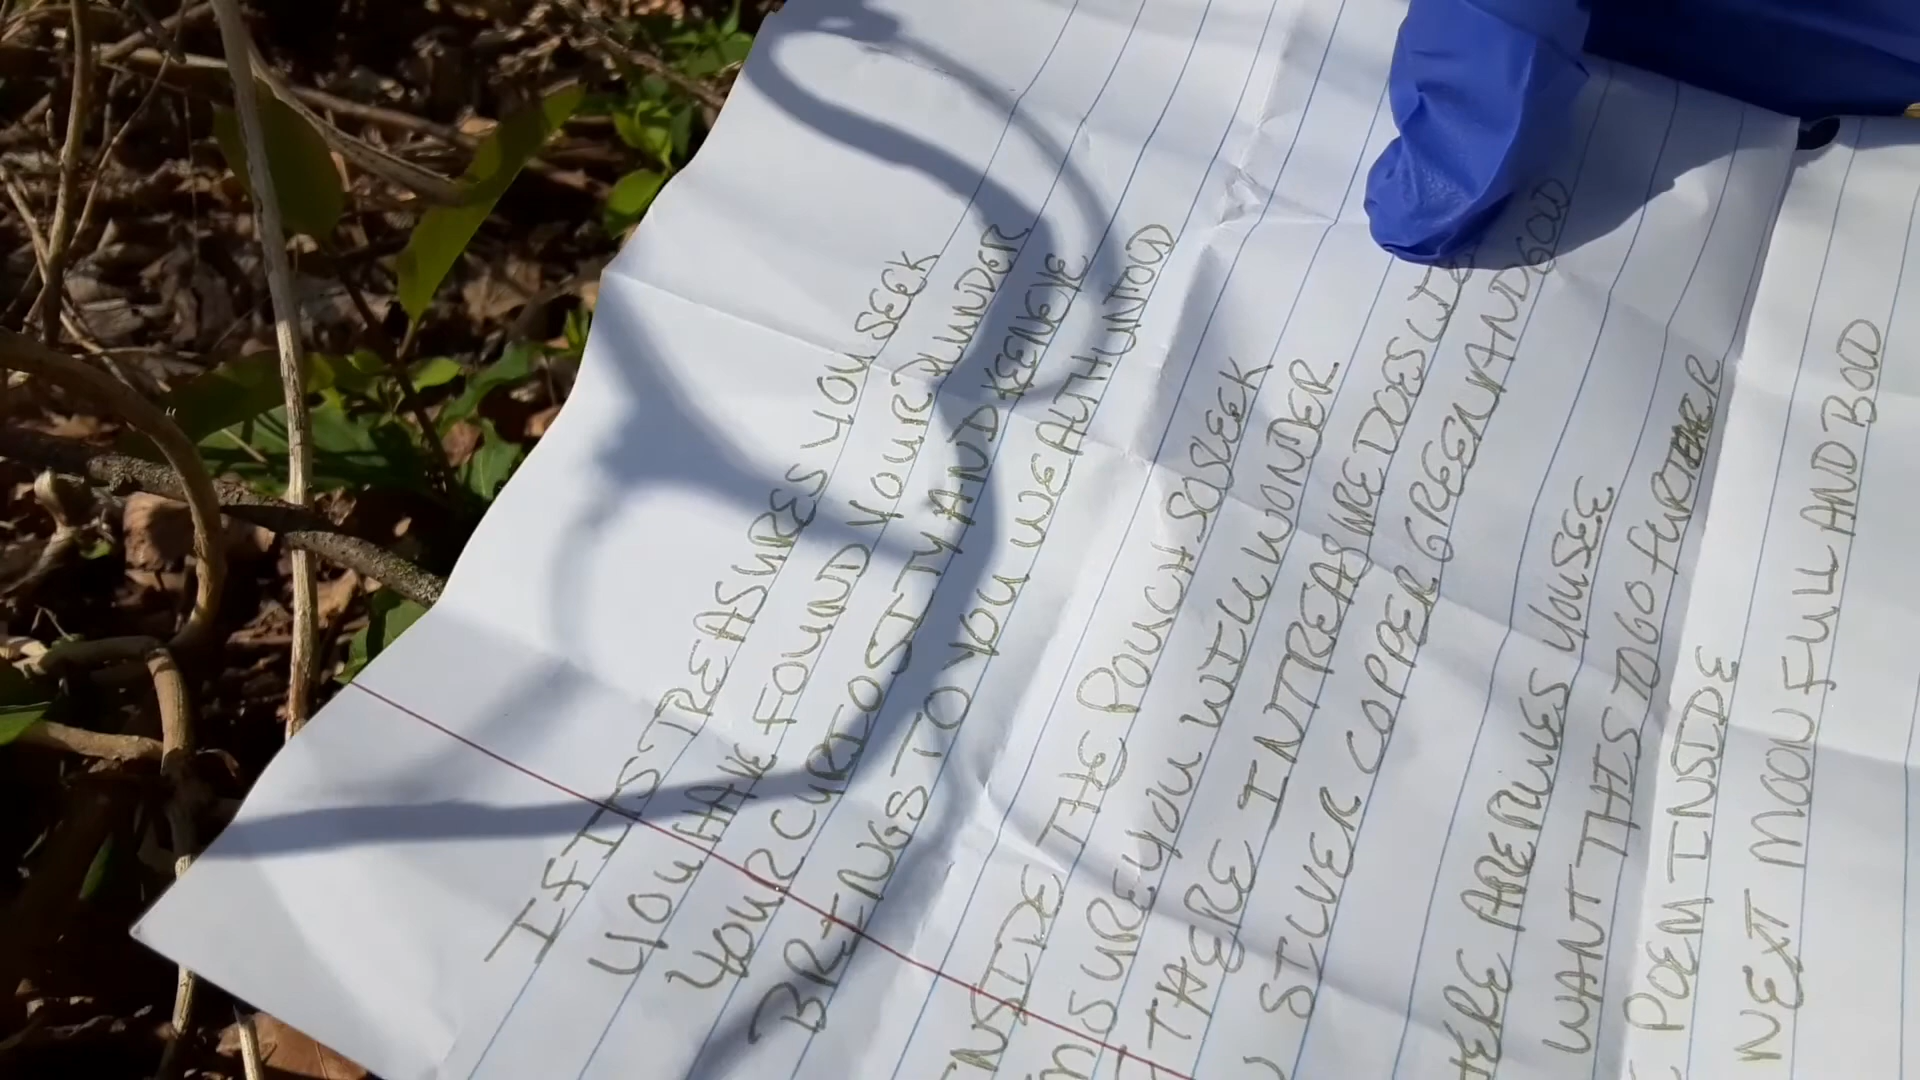 IF ITS TREASURES YOU SEEK
YOU HAVE FOUND YOUR PLUNDER
YOUR CURIOSITY AND KEEN EYE
BRINGS TO YOU WEALTH UNTOLD
INSIDE THE POUCH SO SLEEK
SURE YOU WILL WONDER
THERE IN TREASURE DOES LIE
SILVER COPPER GREEN AND GOLD
HERE ARE RULES YOU SEE
WANT THIS TO GO FURTHER
POEM INSIDE
NEXT MOON FULL AND BOLD